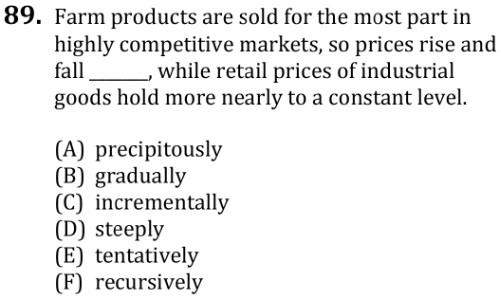 89. Farm products are sold for the most part in
highly competitive markets, so prices rise and
fall ______, while retail prices of industrial
goods hold more nearly to a constant level.
(A) precipitously
(B) gradually
(C) incrementally
(D) steeply
(E) tentatively
(F) recursively